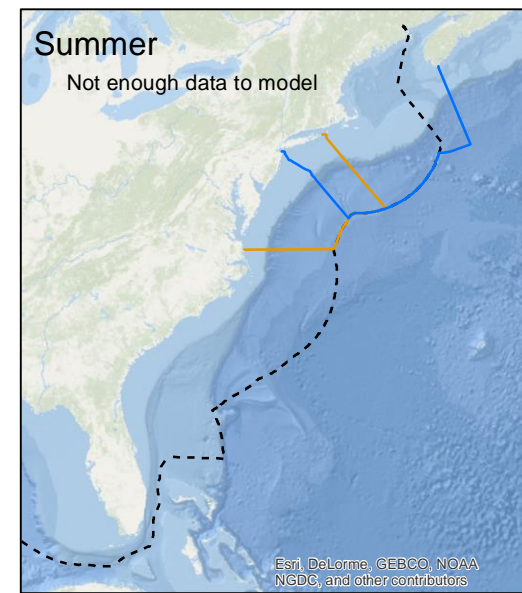 Summer
Not enough data to model
Esri, DeLorme, GEBCO, NOAA
NGDC, and other contributors